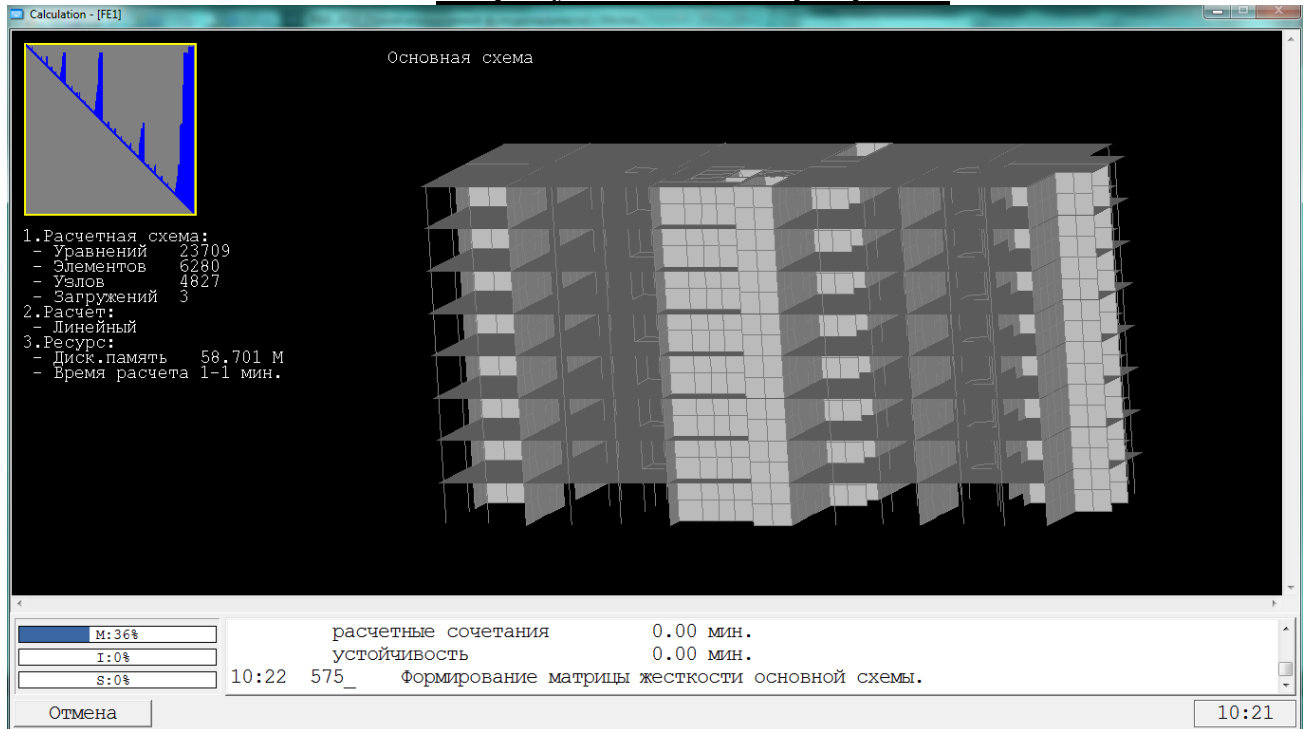 Calculation - [FE1]
Основная схема
1.Расчетная схема:
- Уравнений 23709
- Элементов 6280
- Узлов 4827
- Загружений 3
2.Расчет:
- Линейный
3.Ресурс:
- Диск.память 58.701 М
- Время расчета 1-1 мин.
расчетные сочетания 0.00 мин.
устойчивость 0.00 мин.
10:22 575_ Формирование матрицы жесткости основной схемы.
M:36%
I:0%
S:0%
Отмена
10:21